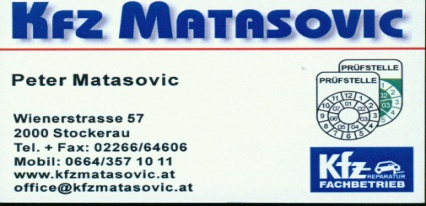 KFZ MATASOVIC
Peter Matasovic
PRÜFSTELLE
PRÜFSTELLE
Wienerstrasse 57
2000 Stockerau
Tel. + Fax: 02266/64606
Mobil: 0664/357 10 11
www.kfzmatasovic.at
office@kfzmatasovic.at
Kfz
REPARATUR
FACHBETRIEB